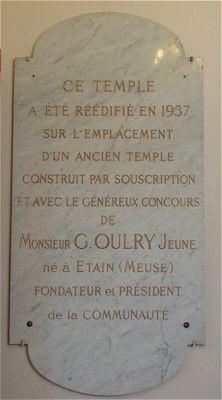 CE TEMPLE
A ÉTÉ RÉÉDIFIÉ EN 1937
SUR L'EMPLACEMENT
D'UN ANCIEN TEMPLE
CONSTRUIT PAR SOUSCRIPTION
ET AVEC LE GÉNÉREUX CONCOURS
DE
MONSIEUR G. OULRY JEUNE
né à ETAIN (MEUSE)
FONDATEUR et PRÉSIDENT
de la COMMUNAUTÉ